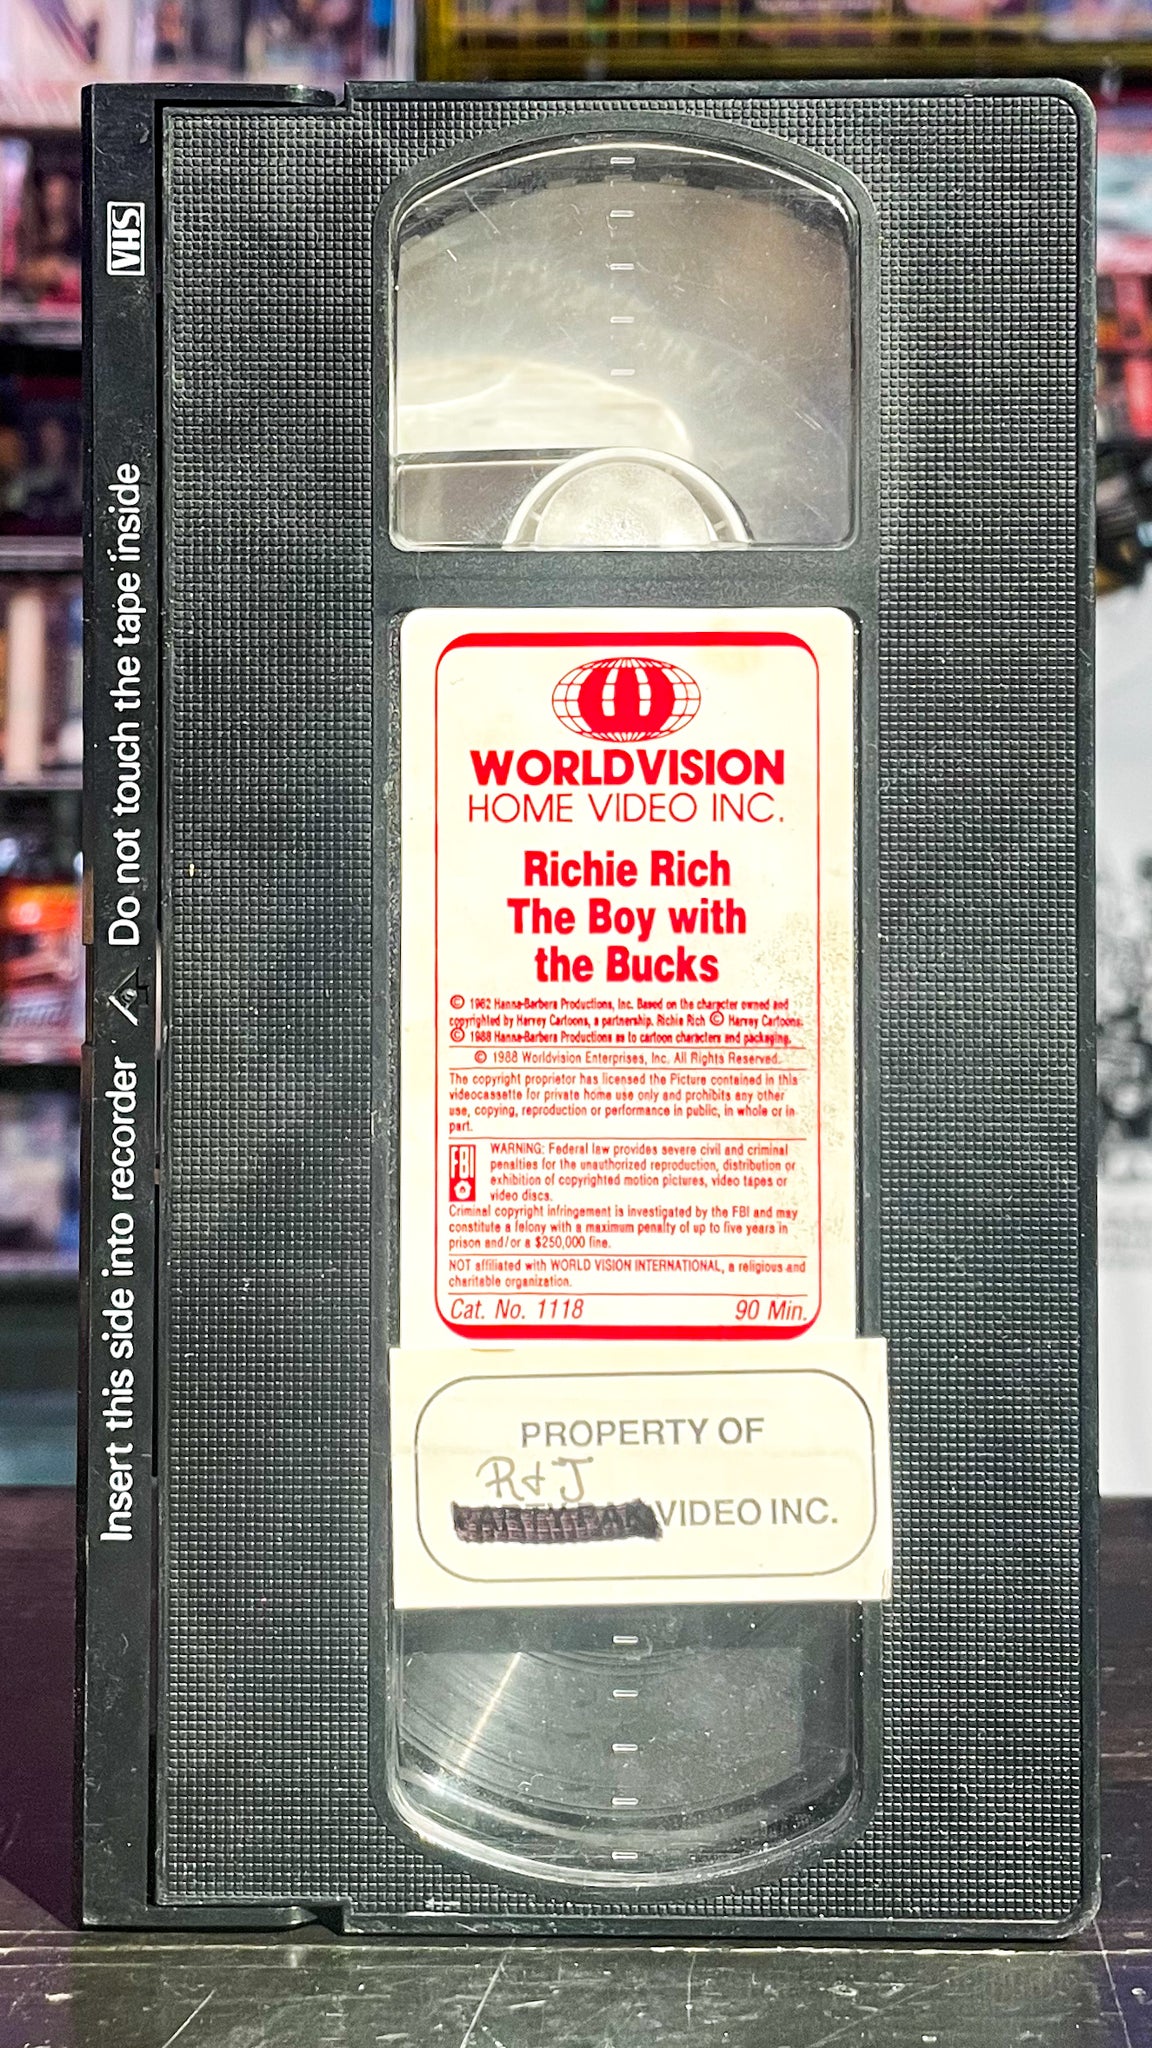 VHS
Insert this side into recorder Do not touch the tape inside
WORLDVISION
HOME VIDEO INC.
Richie Rich
The Boy with
the Bucks
© 1982 Hanna-Barbera Productions, Inc. Based on the character owned and
copyrighted by Harvey Cartoons, a partnership. Richie Rich © Harvey Cartoons.
© 1988 Hanna-Barbera Productions as to cartoon characters and packaging.
© 1988 Worldvision Enterprises, Inc. All Rights Reserved.
The copyright proprietor has licensed the Picture contained in this
videocassette for private home use only and prohibits any other
use, copying, reproduction or performance in public, in whole or in
part.
FBI
WARNING: Federal law provides severe civil and criminal
penalties for the unauthorized reproduction, distribution or
exhibition of copyrighted motion pictures, video tapes or
video discs.
Criminal copyright infringement is investigated by the FBI and may
constitute a felony with a maximum penalty of up to five years in
prison and/or a $250,000 fine.
NOT affiliated with WORLD VISION INTERNATIONAL, a religious and
charitable organization.
Cat. No. 1118 90 Min.
PROPERTY OF
R+J
PARTY PAK VIDEO INC.